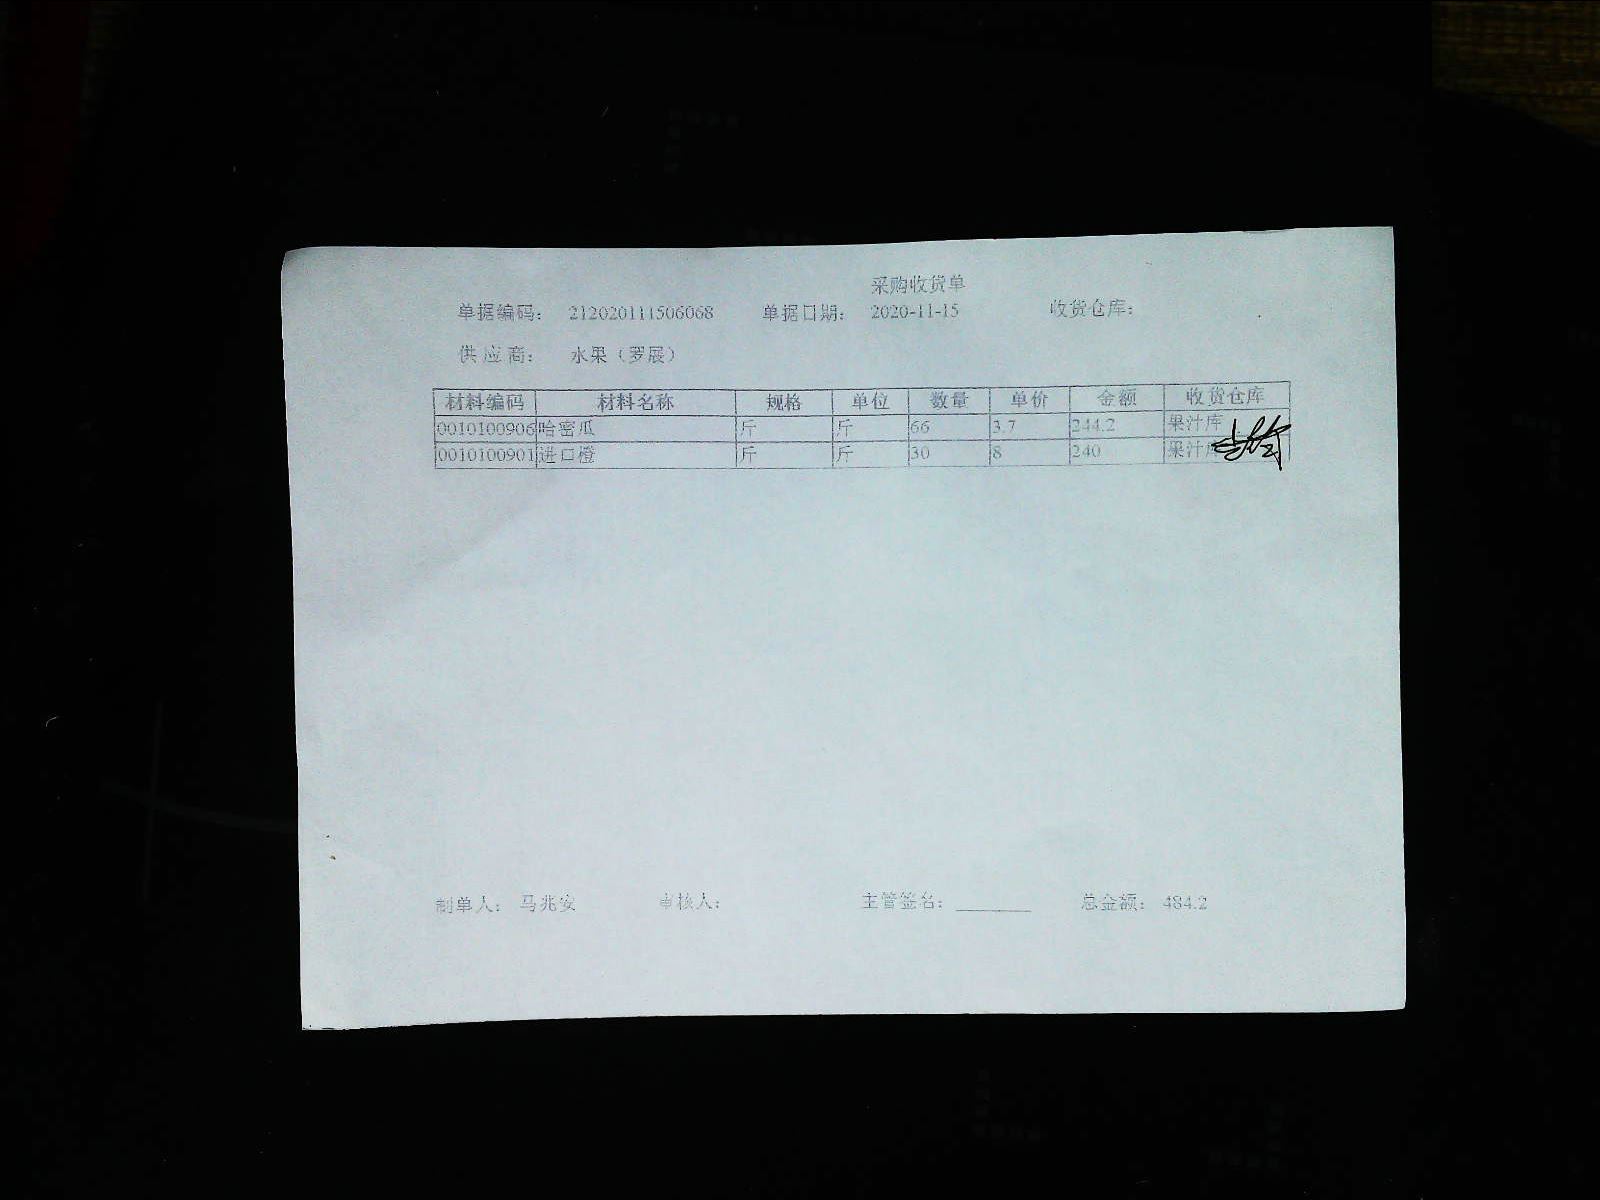 采购收货单
单据编码: 212020111506068 单据日期: 2020-11-15 收货仓库:
供应商: 水果（罗展）
材料编码 材料名称 规格 单位 数量 单价 金额 收货仓库
0010100906 哈密瓜 斤 斤 66 3.7 244.2 果汁库
0010100901 进口橙 斤 斤 30 8 240 果汁库
制单人: 马兆安 审核人: 主管签名: 总金额: 484.2